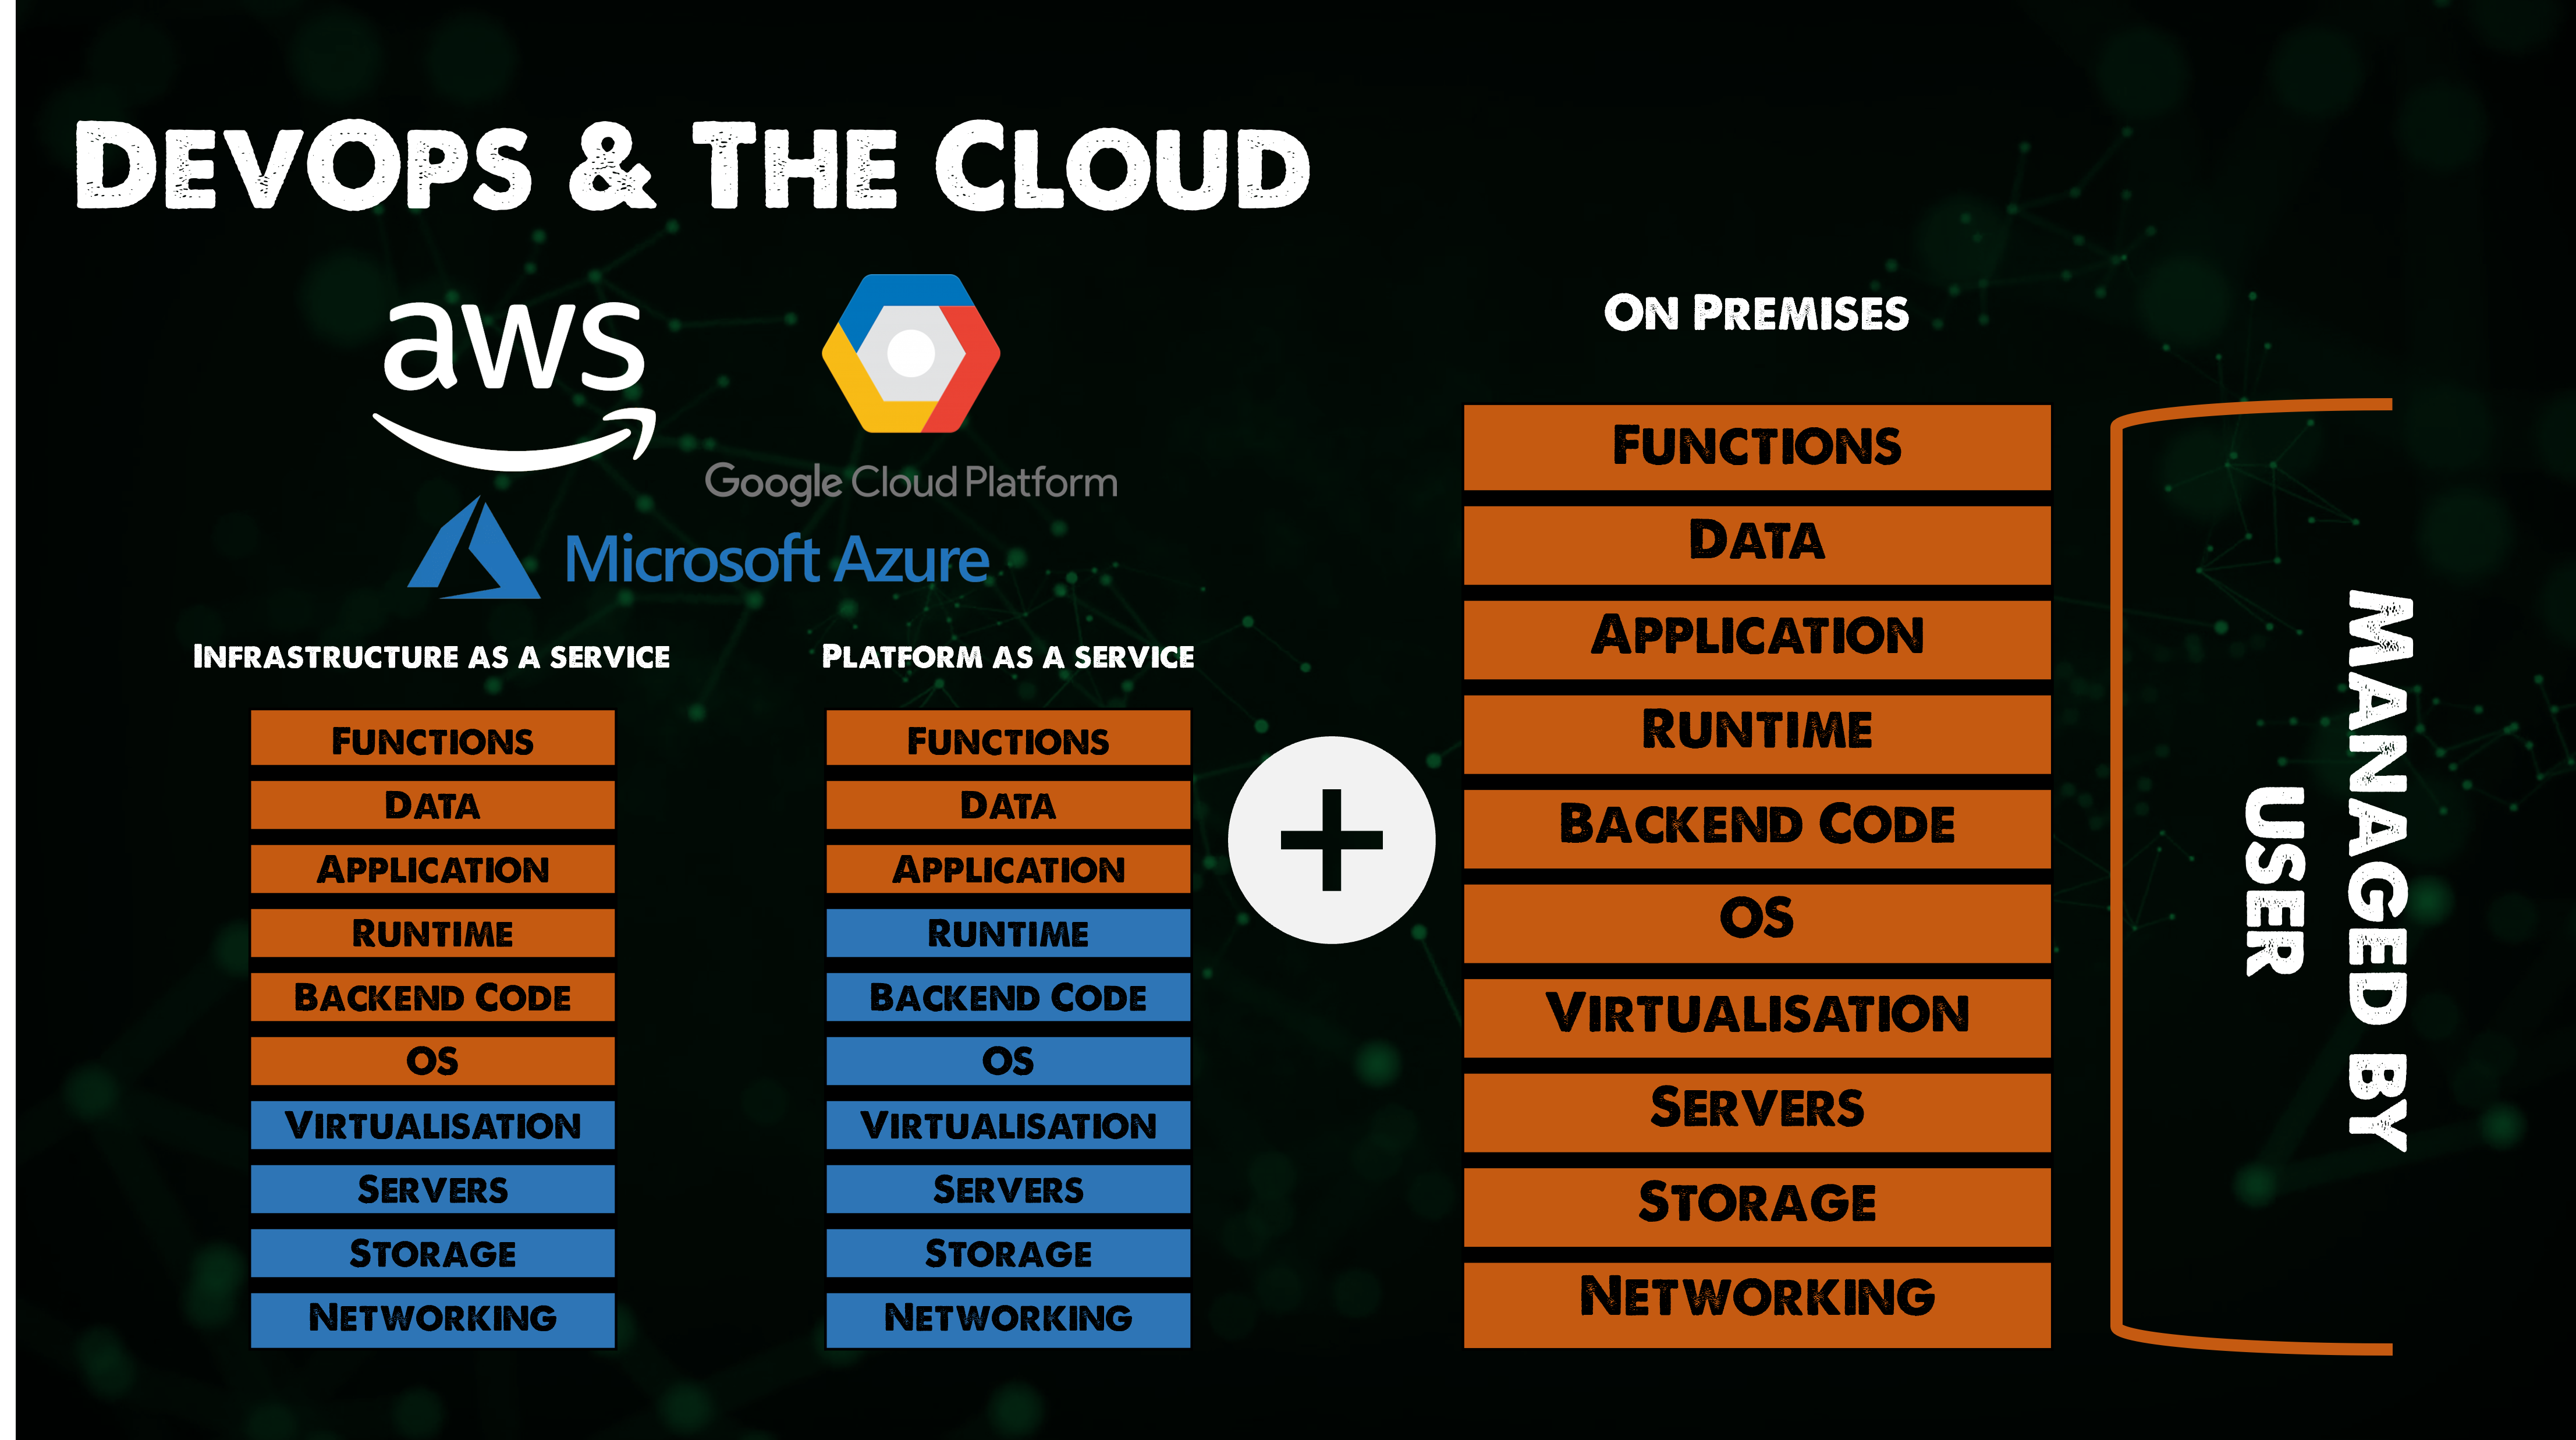 DevOps & The Cloud
aws
Google Cloud Platform
Microsoft Azure
Infrastructure as a service
Functions
Data
Application
Runtime
Backend Code
OS
Virtualisation
Servers
Storage
Networking
Platform as a service
Functions
Data
Application
Runtime
Backend Code
OS
Virtualisation
Servers
Storage
Networking
+
On Premises
Functions
Data
Application
Runtime
Backend Code
OS
Virtualisation
Servers
Storage
Networking
Managed by
User